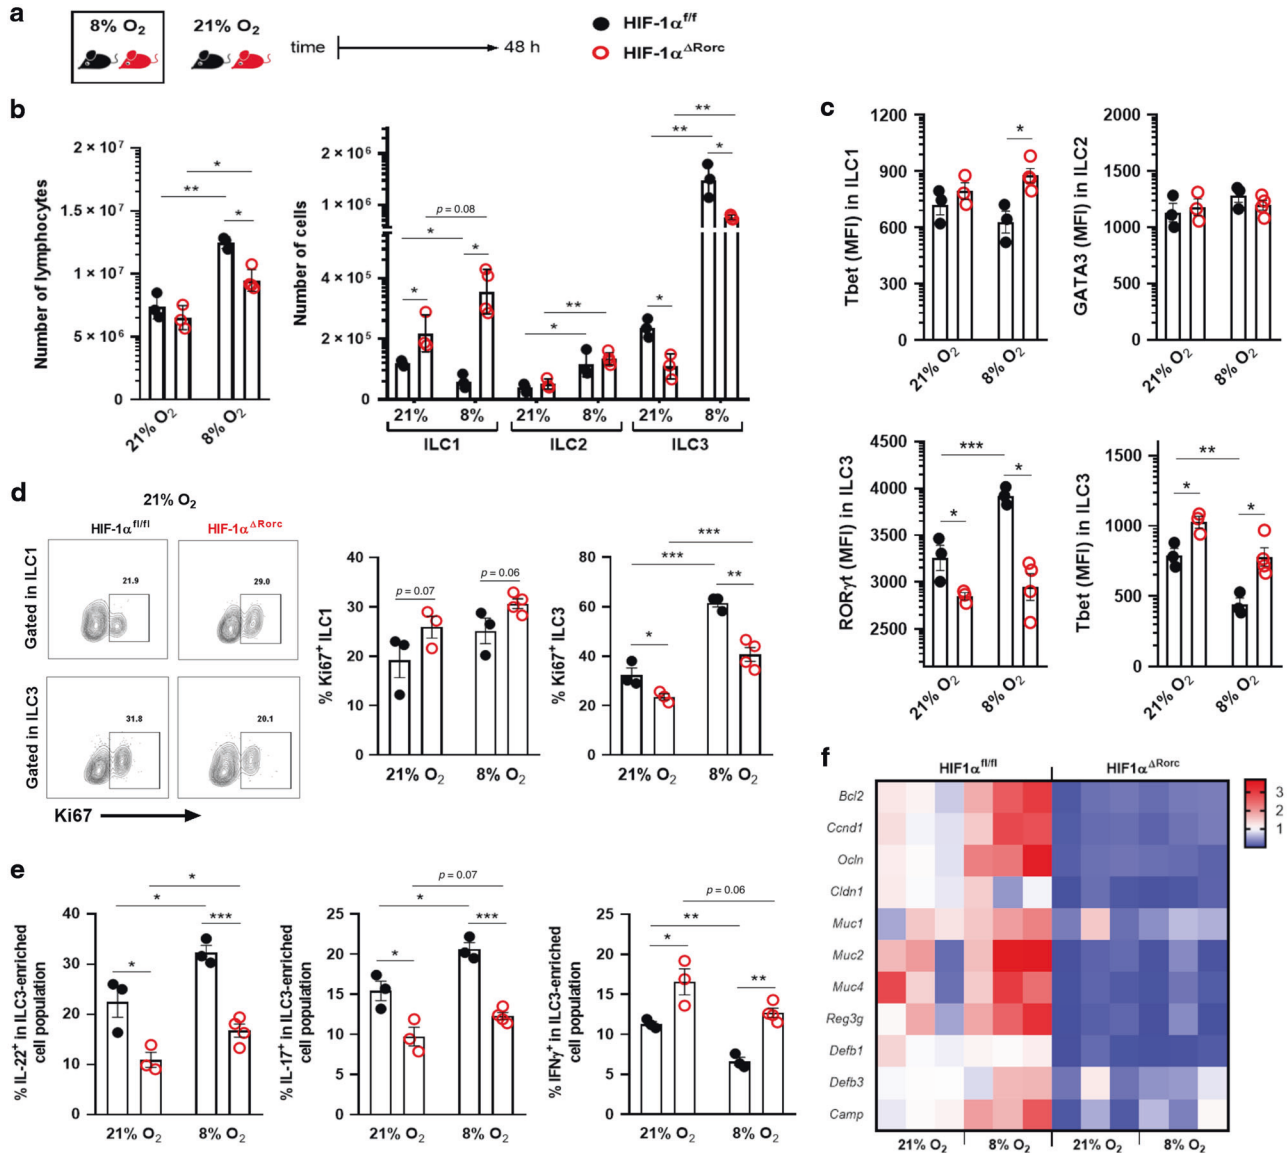 a
8% O2
21% O2
time
48 h
HIF-1αf/f
HIF-1αΔRorc
b
Number of lymphocytes
2 × 10^7
1.5 × 10^7
1 × 10^7
5 × 10^6
0
*
**
*
21% O2
8% O2
Number of cells
2 × 10^6
1 × 10^6
4 × 10^5
2 × 10^5
0
*
*
p = 0.08
*
*
**
*
**
**
*
21%
8%
21%
8%
21%
8%
ILC1
ILC2
ILC3
c
Tbet (MFI) in ILC1
1200
900
600
300
0
*
21% O2
8% O2
GATA3 (MFI) in ILC2
2000
1500
1000
500
0
21% O2
8% O2
RORγt (MFI) in ILC3
4500
4000
3500
3000
2500
***
*
*
21% O2
8% O2
Tbet (MFI) in ILC3
1500
1000
500
0
**
*
*
21% O2
8% O2
d
21% O2
HIF-1αfl/fl
HIF-1αΔRorc
Gated in ILC1
21.9
29.0
Gated in ILC3
31.8
20.1
Ki67
% Ki67+ ILC1
40
30
20
10
0
p = 0.07
p = 0.06
21% O2
8% O2
% Ki67+ ILC3
80
60
40
20
0
***
***
**
*
21% O2
8% O2
e
% IL-22+ in ILC3-enriched
cell population
40
30
20
10
0
*
*
***
*
21% O2
8% O2
% IL-17+ in ILC3-enriched
cell population
25
20
15
10
5
0
p = 0.07
*
***
*
21% O2
8% O2
% IFNγ+ in ILC3-enriched
cell population
25
20
15
10
5
0
p = 0.06
**
*
**
21% O2
8% O2
f
HIF1αfl/fl
HIF1αΔRorc
Bcl2
Ccnd1
Ocln
Cldn1
Muc1
Muc2
Muc4
Reg3g
Defb1
Defb3
Camp
21% O2
8% O2
21% O2
8% O2
3
2
1